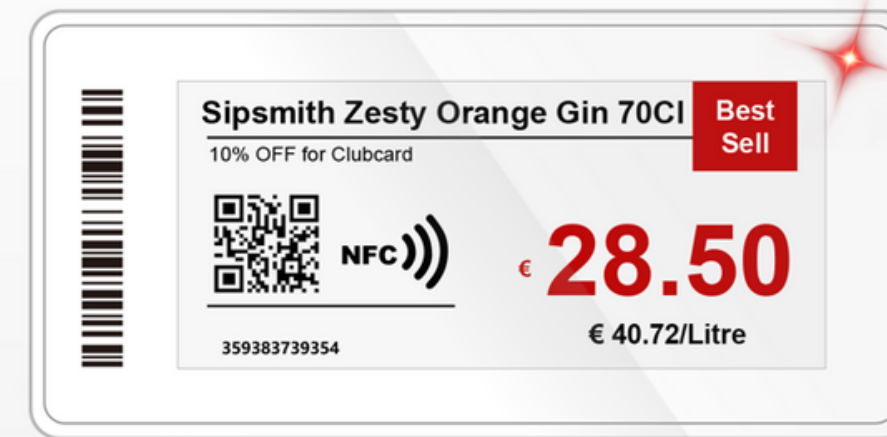 Sipsmith Zesty Orange Gin 70Cl
Best
Sell
10% OFF for Clubcard
NFC
€ 28.50
€ 40.72/Litre
359383739354